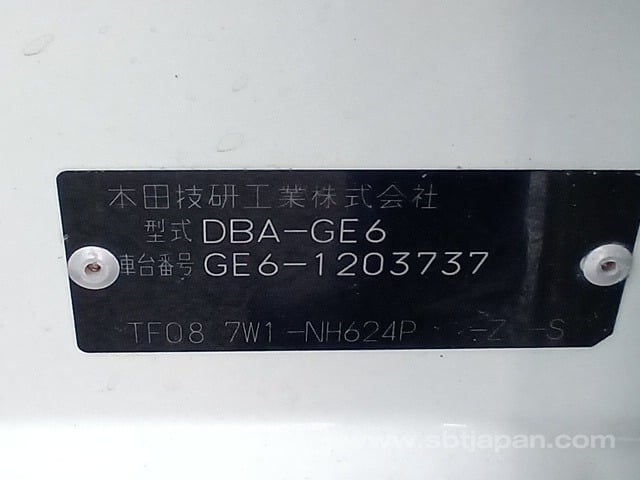 本田技研工業株式会社
型式 DBA-GE6
車台番号 GE6-1203737
TF08 7W1 -NH624P -Z -S
www.sbtjapan.com